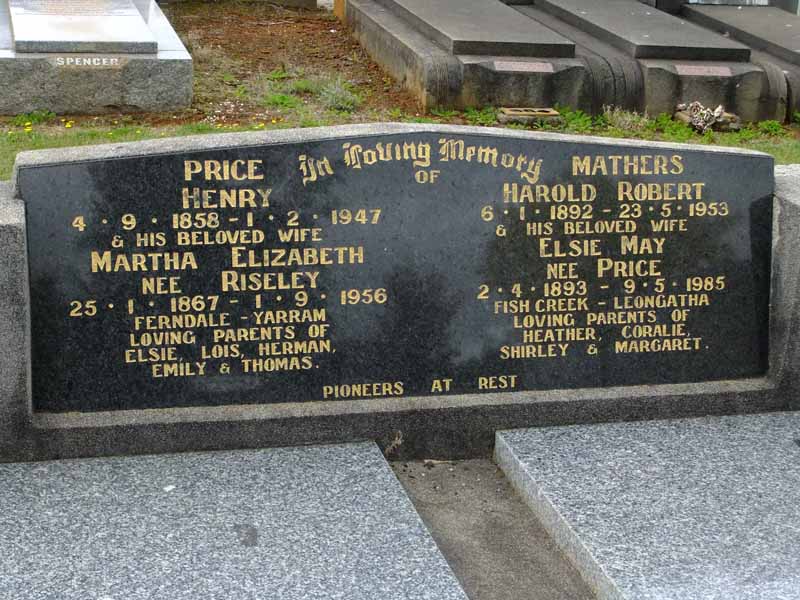 SPENCER
In Loving Memory
OF
PRICE
HENRY
4 · 9 · 1858 - 1 · 2 · 1947
& HIS BELOVED WIFE
MARTHA ELIZABETH
NEE RISELEY
25 · 1 · 1867 - 1 · 9 · 1956
FERNDALE - YARRAM
LOVING PARENTS OF
ELSIE, LOIS, HERMAN,
EMILY & THOMAS.
MATHERS
HAROLD ROBERT
6 · 1 · 1892 - 23 · 5 · 1953
& HIS BELOVED WIFE
ELSIE MAY
NEE PRICE
2 · 4 · 1893 - 9 · 5 · 1985
FISH CREEK - LEONGATHA
LOVING PARENTS OF
HEATHER, CORALIE,
SHIRLEY & MARGARET.
PIONEERS AT REST